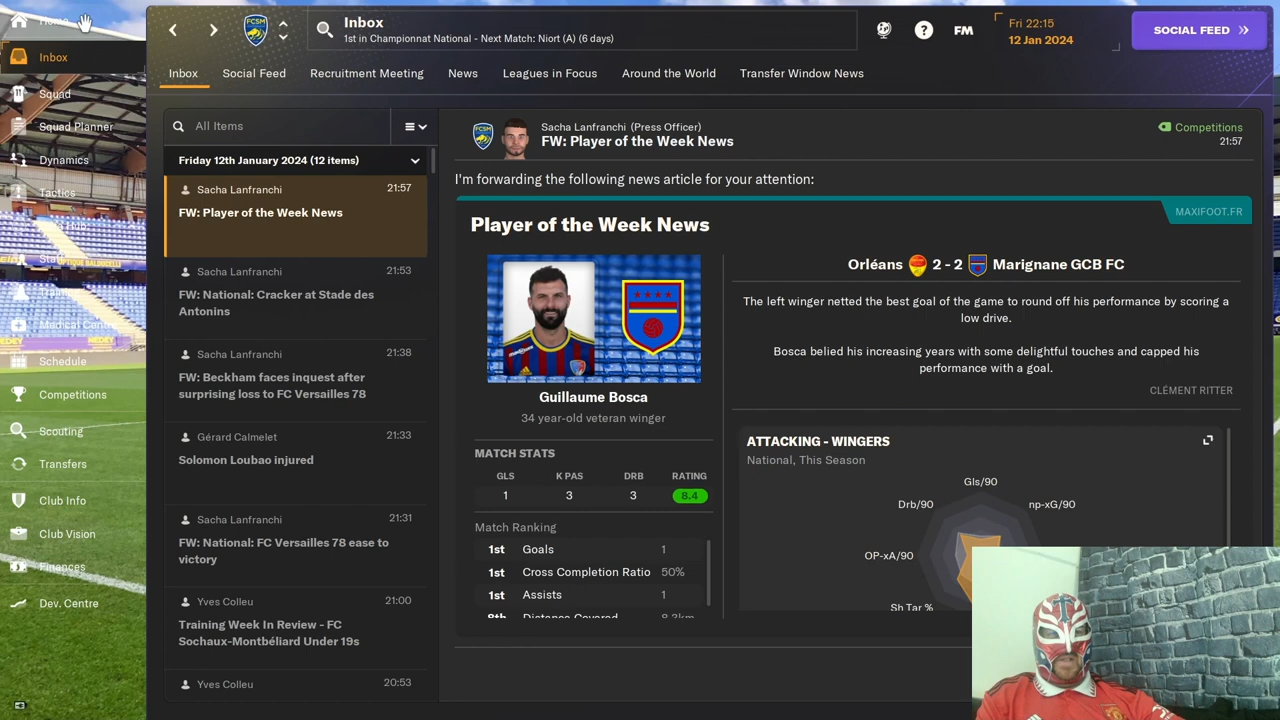 Home
Inbox
1st in Championnat National - Next Match: Niort (A) (6 days)
FM
Fri 22:15
12 Jan 2024
SOCIAL FEED
Inbox
Social Feed
Recruitment Meeting
News
Leagues in Focus
Around the World
Transfer Window News
Inbox
Squad
Squad Planner
Dynamics
Tactics
Schedule
Competitions
Scouting
Transfers
Club Info
Club Vision
Finances
Dev. Centre
All Items
Friday 12th January 2024 (12 items)
Sacha Lanfranchi 21:57
FW: Player of the Week News
Sacha Lanfranchi 21:53
FW: National: Cracker at Stade des
Antonins
Sacha Lanfranchi 21:38
FW: Beckham faces inquest after
surprising loss to FC Versailles 78
Gérard Calmelet 21:33
Solomon Loubao injured
Sacha Lanfranchi 21:31
FW: National: FC Versailles 78 ease to
victory
Yves Colleu 21:00
Training Week In Review - FC
Sochaux-Montbéliard Under 19s
Yves Colleu 20:53
Sacha Lanfranchi (Press Officer)
FW: Player of the Week News
Competitions
21:57
I'm forwarding the following news article for your attention:
MAXIFOOT.FR
Player of the Week News
Guillaume Bosca
34 year-old veteran winger
MATCH STATS
GLS K PAS DRB RATING
1 3 3 8.4
Match Ranking
1st Goals 1
1st Cross Completion Ratio 50%
1st Assists 1
8th Distance Covered 8.3km
Orléans 2 - 2 Marignane GCB FC
The left winger netted the best goal of the game to round off his performance by scoring a
low drive.
Bosca belied his increasing years with some delightful touches and capped his
performance with a goal.
CLÉMENT RITTER
ATTACKING - WINGERS
National, This Season
Gls/90
Drb/90
np-xG/90
OP-xA/90
Sh Tar %